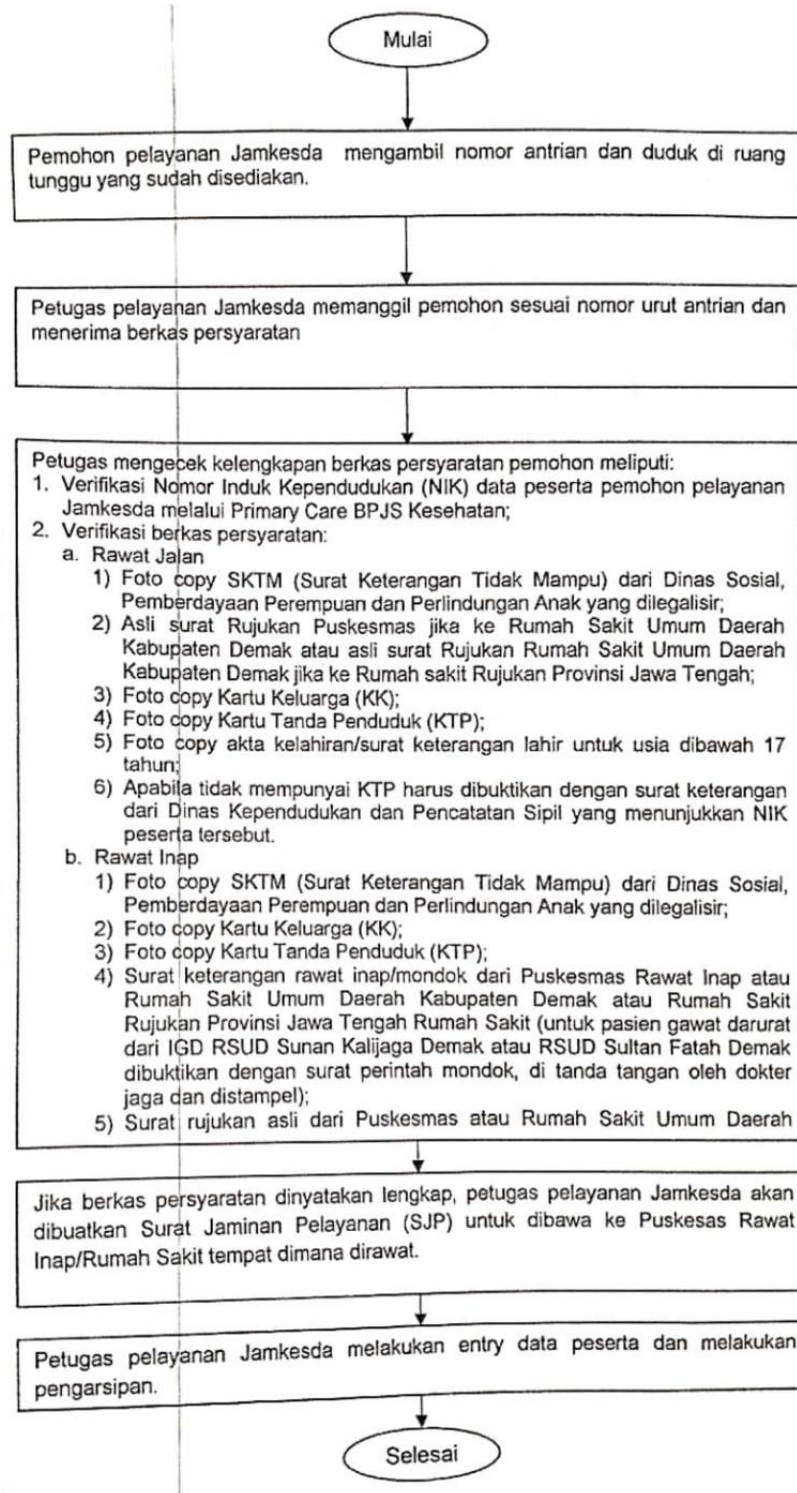 Mulai
Pemohon pelayanan Jamkesda mengambil nomor antrian dan duduk di ruang
tunggu yang sudah disediakan.
Petugas pelayanan Jamkesda memanggil pemohon sesuai nomor urut antrian dan
menerima berkas persyaratan
Petugas mengecek kelengkapan berkas persyaratan pemohon meliputi:
1. Verifikasi Nomor Induk Kependudukan (NIK) data peserta pemohon pelayanan
Jamkesda melalui Primary Care BPJS Kesehatan;
2. Verifikasi berkas persyaratan:
a. Rawat Jalan
1) Foto copy SKTM (Surat Keterangan Tidak Mampu) dari Dinas Sosial,
Pemberdayaan Perempuan dan Perlindungan Anak yang dilegalisir;
2) Asli surat Rujukan Puskesmas jika ke Rumah Sakit Umum Daerah
Kabupaten Demak atau asli surat Rujukan Rumah Sakit Umum Daerah
Kabupaten Demak jika ke Rumah sakit Rujukan Provinsi Jawa Tengah;
3) Foto copy Kartu Keluarga (KK);
4) Foto copy Kartu Tanda Penduduk (KTP);
5) Foto copy akta kelahiran/surat keterangan lahir untuk usia dibawah 17
tahun;
6) Apabila tidak mempunyai KTP harus dibuktikan dengan surat keterangan
dari Dinas Kependudukan dan Pencatatan Sipil yang menunjukkan NIK
peserta tersebut.
b. Rawat Inap
1) Foto copy SKTM (Surat Keterangan Tidak Mampu) dari Dinas Sosial,
Pemberdayaan Perempuan dan Perlindungan Anak yang dilegalisir;
2) Foto copy Kartu Keluarga (KK);
3) Foto copy Kartu Tanda Penduduk (KTP);
4) Surat keterangan rawat inap/mondok dari Puskesmas Rawat Inap atau
Rumah Sakit Umum Daerah Kabupaten Demak atau Rumah Sakit
Rujukan Provinsi Jawa Tengah Rumah Sakit (untuk pasien gawat darurat
dari IGD RSUD Sunan Kalijaga Demak atau RSUD Sultan Fatah Demak
dibuktikan dengan surat perintah mondok, di tanda tangan oleh dokter
jaga dan distampel);
5) Surat rujukan asli dari Puskesmas atau Rumah Sakit Umum Daerah
Jika berkas persyaratan dinyatakan lengkap, petugas pelayanan Jamkesda akan
dibuatkan Surat Jaminan Pelayanan (SJP) untuk dibawa ke Puskesas Rawat
Inap/Rumah Sakit tempat dimana dirawat.
Petugas pelayanan Jamkesda melakukan entry data peserta dan melakukan
pengarsipan.
Selesai